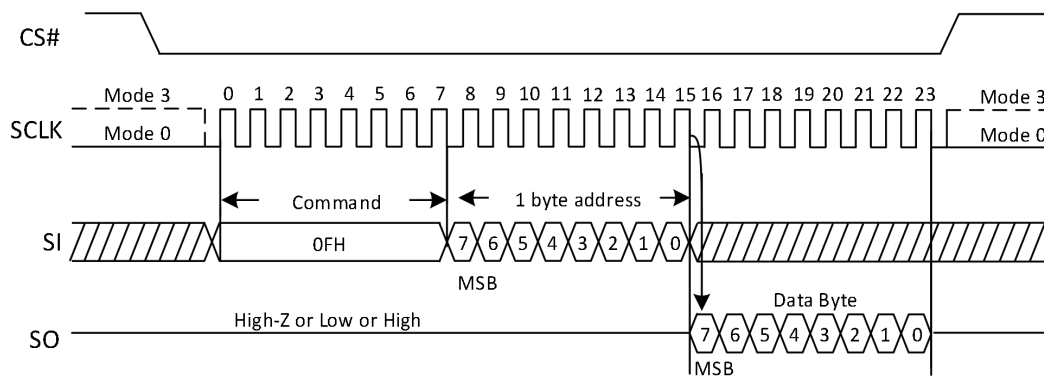 CS#
Mode 3 0 1 2 3 4 5 6 7 8 9 10 11 12 13 14 15 16 17 18 19 20 21 22 23 Mode 3
SCLK Mode 0 Mode 0
Command 1 byte address
SI 0FH 7 6 5 4 3 2 1 0
MSB
High-Z or Low or High Data Byte
SO 7 6 5 4 3 2 1 0
MSB